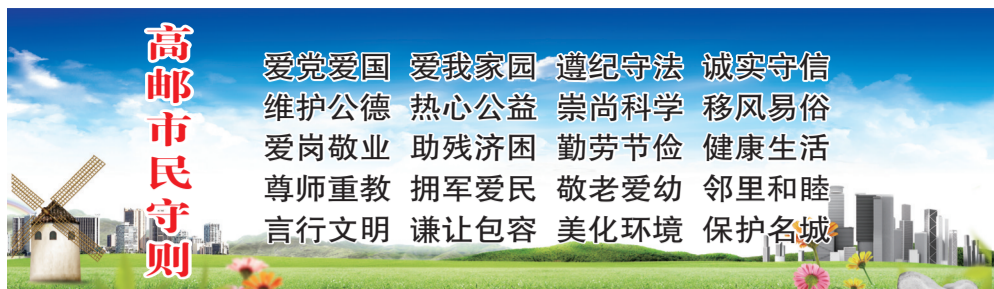 高邮市民守则
爱党爱国 爱我家园 遵纪守法 诚实守信
维护公德 热心公益 崇尚科学 移风易俗
爱岗敬业 助残济困 勤劳节俭 健康生活
尊师重教 拥军爱民 敬老爱幼 邻里和睦
言行文明 谦让包容 美化环境 保护名城